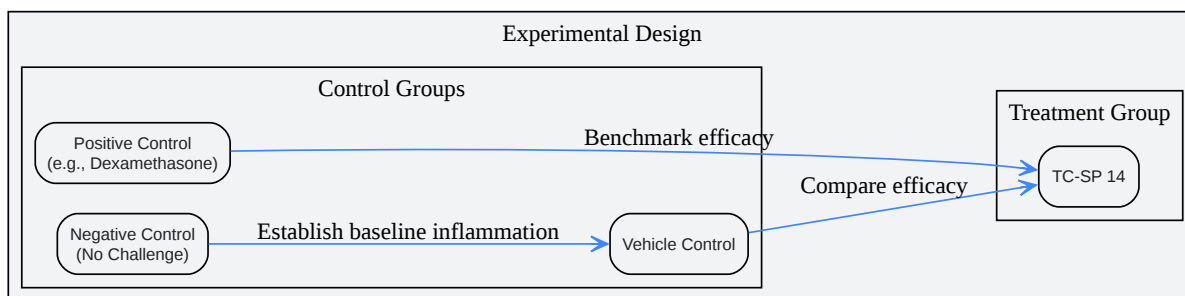 Experimental Design
Control Groups
Treatment Group
Positive Control
(e.g., Dexamethasone)
Benchmark efficacy
TC-SP 14
Compare efficacy
Negative Control
(No Challenge)
Establish baseline inflammation
Vehicle Control